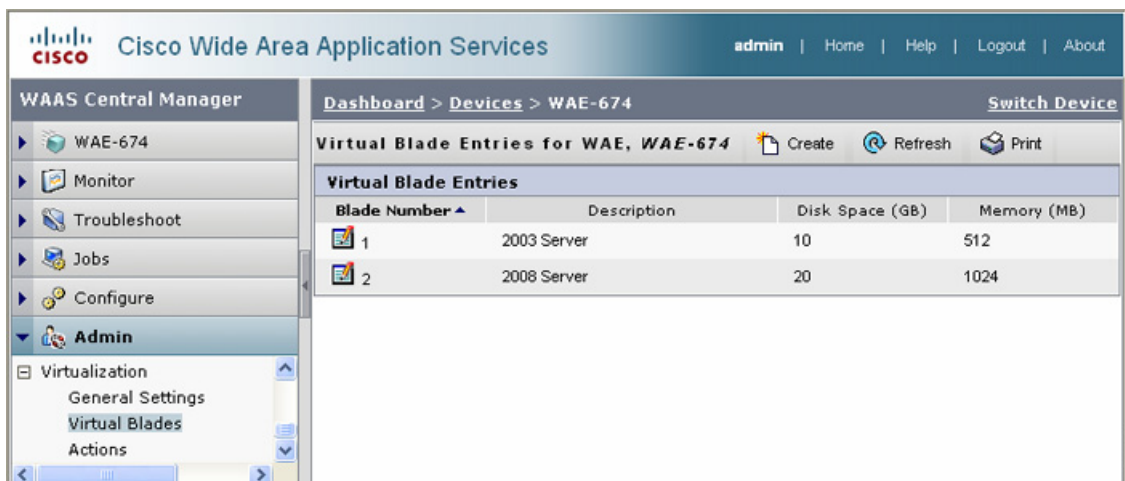 CISCO Cisco Wide Area Application Services admin | Home | Help | Logout | About
WAAS Central Manager
Dashboard > Devices > WAE-674 Switch Device
WAE-674
Virtual Blade Entries for WAE, WAE-674 Create Refresh Print
Monitor
Virtual Blade Entries
Troubleshoot
Blade Number Description Disk Space (GB) Memory (MB)
1 2003 Server 10 512
Jobs
2 2008 Server 20 1024
Configure
Admin
Virtualization
General Settings
Virtual Blades
Actions